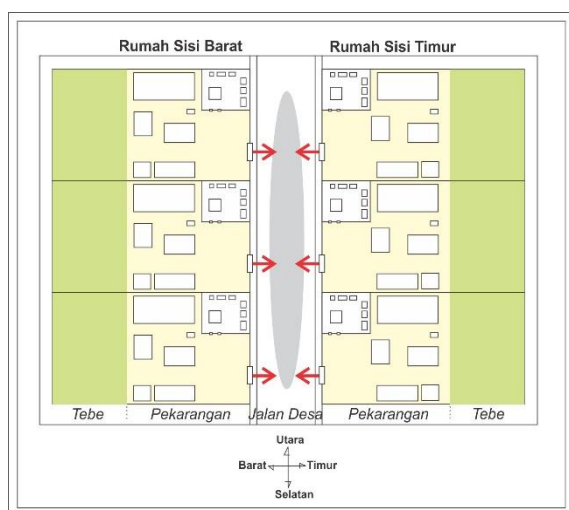 Rumah Sisi Barat
Rumah Sisi Timur
Tebe
Pekarangan
Jalan Desa
Pekarangan
Tebe
Utara
Barat
Timur
Selatan